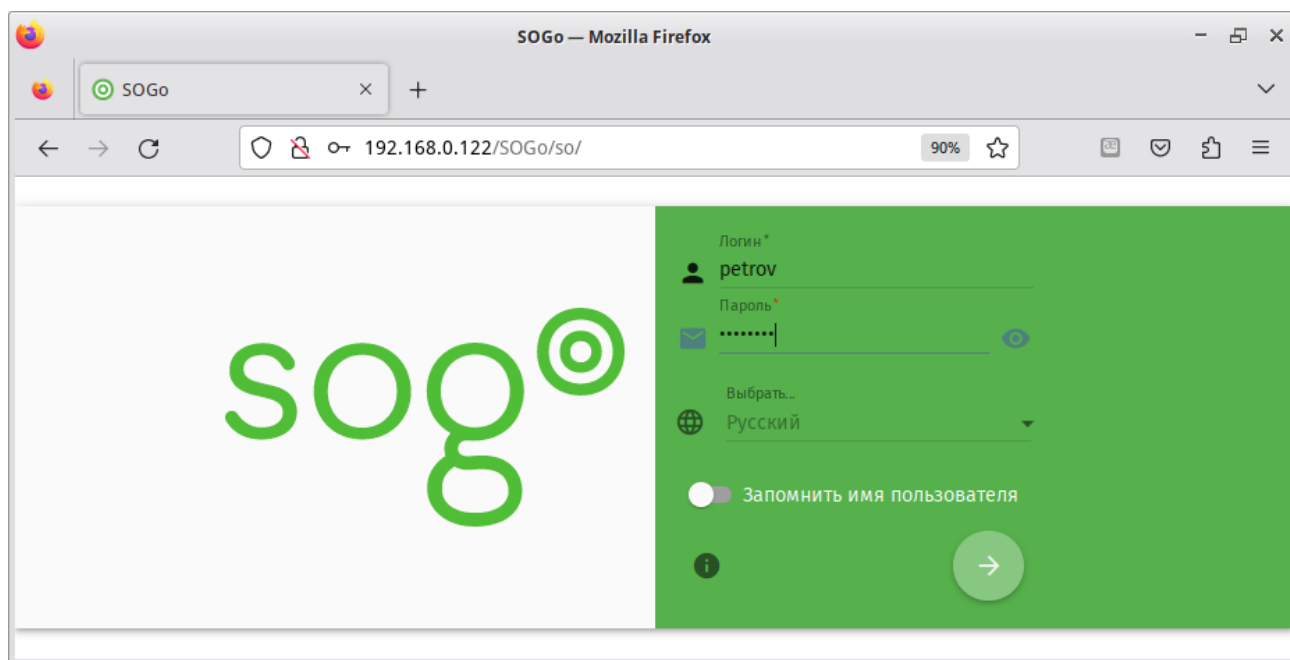 SOGo — Mozilla Firefox
SOGo
192.168.0.122/SOGo/so/
90%
sogo
Логин*
petrov
Пароль*
••••••••
Выбрать...
Русский
Запомнить имя пользователя